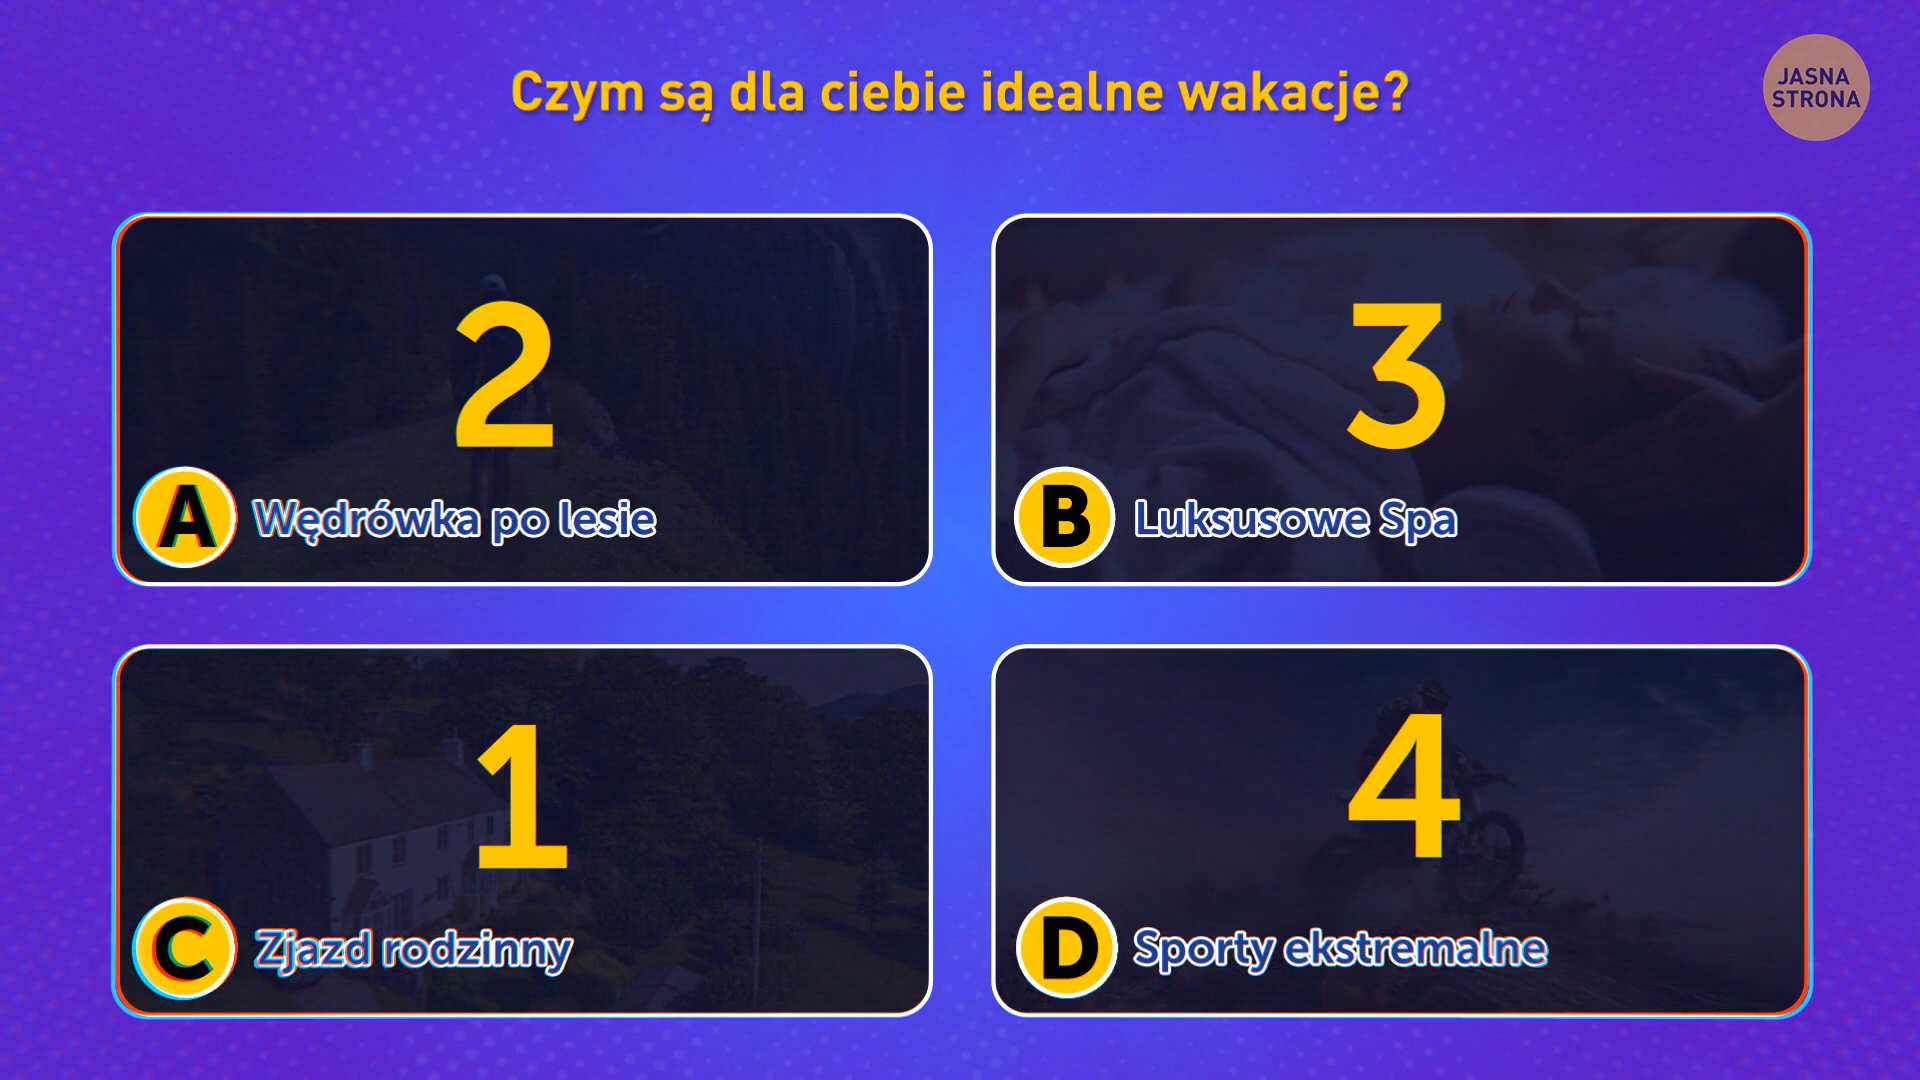 Czym są dla ciebie idealne wakacje?
JASNA
STRONA
2
A Wędrówka po lesie
3
B Luksusowe Spa
1
C Zjazd rodzinny
4
D Sporty ekstremalne